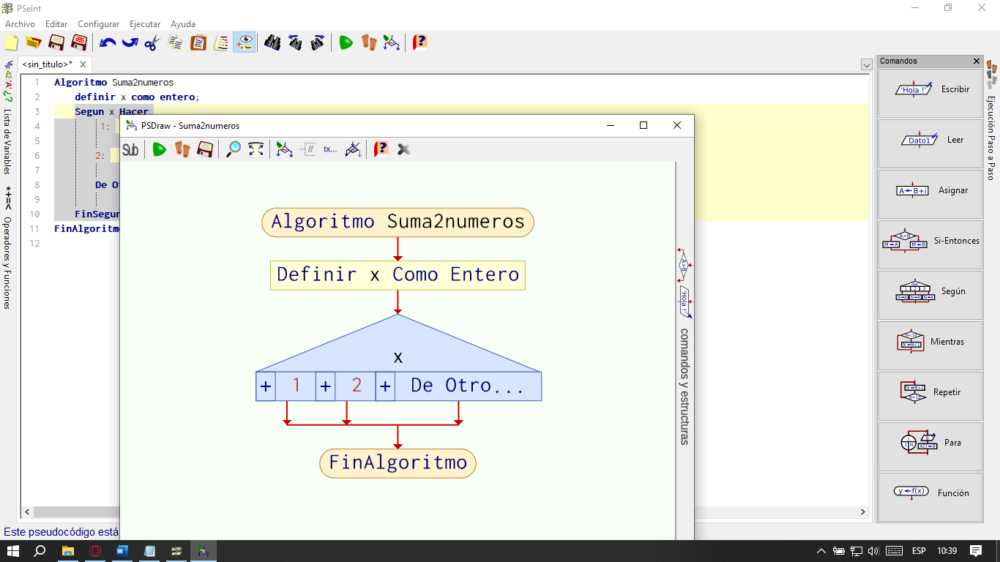 PSeInt
Archivo Editar Configurar Ejecutar Ayuda
<sin_titulo>*
Lista de Variables
Operadores y Funciones
1 Algoritmo Suma2numeros
2 definir x como entero;
3 Segun x Hacer
4 1:
5
6 2:
7
8 De Ot
9
10 FinSegun
11 FinAlgoritmo
12
PSDraw - Suma2numeros
Sub
tx...
Algoritmo Suma2numeros
Definir x Como Entero
x
+ 1 + 2 + De Otro...
FinAlgoritmo
A>B
'Hola !'
comandos y estructuras
Comandos
'Hola !' Escribir
Dato1 Leer
A←B+i Asignar
A>B M←A M←B Si-Entonces
Según
Mientras
Repetir
Para
y←f(x) Función
Ejecución Paso a Paso
Este pseudocódigo está
ESP 10:39